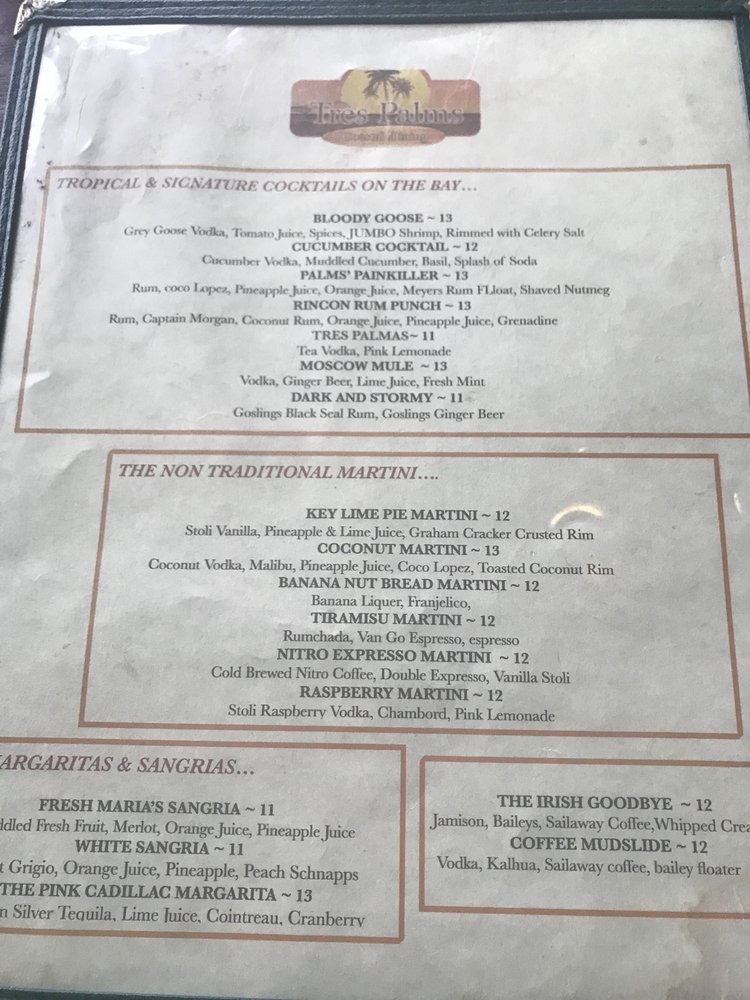 Tres Palms
TROPICAL & SIGNATURE COCKTAILS ON THE BAY...
BLOODY GOOSE ~ 13
Grey Goose Vodka, Tomato Juice, Spices, JUMBO Shrimp, Rimmed with Celery Salt
CUCUMBER COCKTAIL ~ 12
Cucumber Vodka, Muddled Cucumber, Basil, Splash of Soda
PALMS' PAINKILLER ~ 13
Rum, coco Lopez, Pineapple Juice, Orange Juice, Meyers Rum FLloat, Shaved Nutmeg
RINCON RUM PUNCH ~ 13
Rum, Captain Morgan, Coconut Rum, Orange Juice, Pineapple Juice, Grenadine
TRES PALMAS~ 11
Tea Vodka, Pink Lemonade
MOSCOW MULE ~ 13
Vodka, Ginger Beer, Lime Juice, Fresh Mint
DARK AND STORMY ~ 11
Goslings Black Seal Rum, Goslings Ginger Beer
THE NON TRADITIONAL MARTINI....
KEY LIME PIE MARTINI ~ 12
Stoli Vanilla, Pineapple & Lime Juice, Graham Cracker Crusted Rim
COCONUT MARTINI ~ 13
Coconut Vodka, Malibu, Pineapple Juice, Coco Lopez, Toasted Coconut Rim
BANANA NUT BREAD MARTINI ~ 12
Banana Liquer, Franjelico,
TIRAMISU MARTINI ~ 12
Rumchada, Van Go Espresso, espresso
NITRO EXPRESSO MARTINI ~ 12
Cold Brewed Nitro Coffee, Double Expresso, Vanilla Stoli
RASPBERRY MARTINI ~ 12
Stoli Raspberry Vodka, Chambord, Pink Lemonade
ARGARITAS & SANGRIAS...
FRESH MARIA'S SANGRIA ~ 11
ddled Fresh Fruit, Merlot, Orange Juice, Pineapple Juice
WHITE SANGRIA ~ 11
t Grigio, Orange Juice, Pineapple, Peach Schnapps
THE PINK CADILLAC MARGARITA ~ 13
n Silver Tequila, Lime Juice, Cointreau, Cranberry
THE IRISH GOODBYE ~ 12
Jamison, Baileys, Sailaway Coffee,Whipped Crea
COFFEE MUDSLIDE ~ 12
Vodka, Kalhua, Sailaway coffee, bailey floater